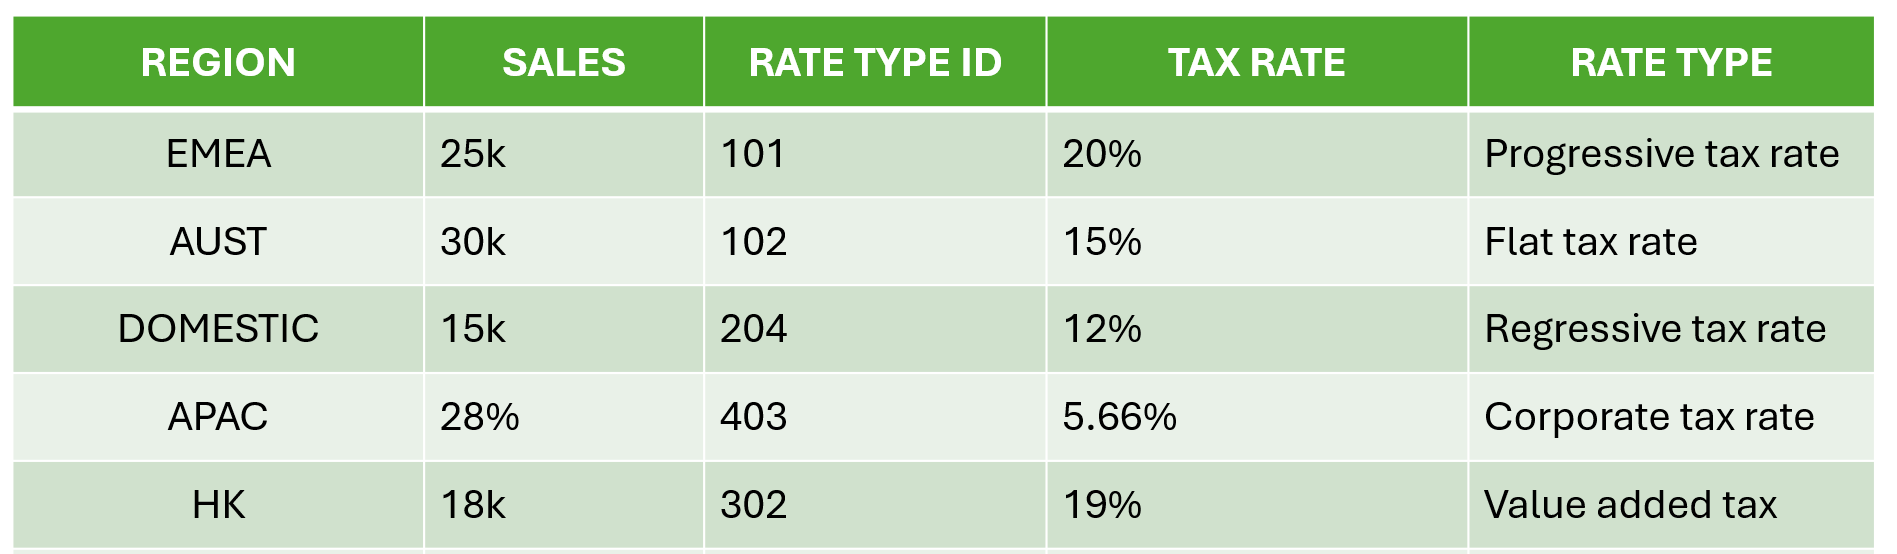 REGION SALES RATE TYPE ID TAX RATE RATE TYPE
EMEA 25k 101 20% Progressive tax rate
AUST 30k 102 15% Flat tax rate
DOMESTIC 15k 204 12% Regressive tax rate
APAC 28% 403 5.66% Corporate tax rate
HK 18k 302 19% Value added tax